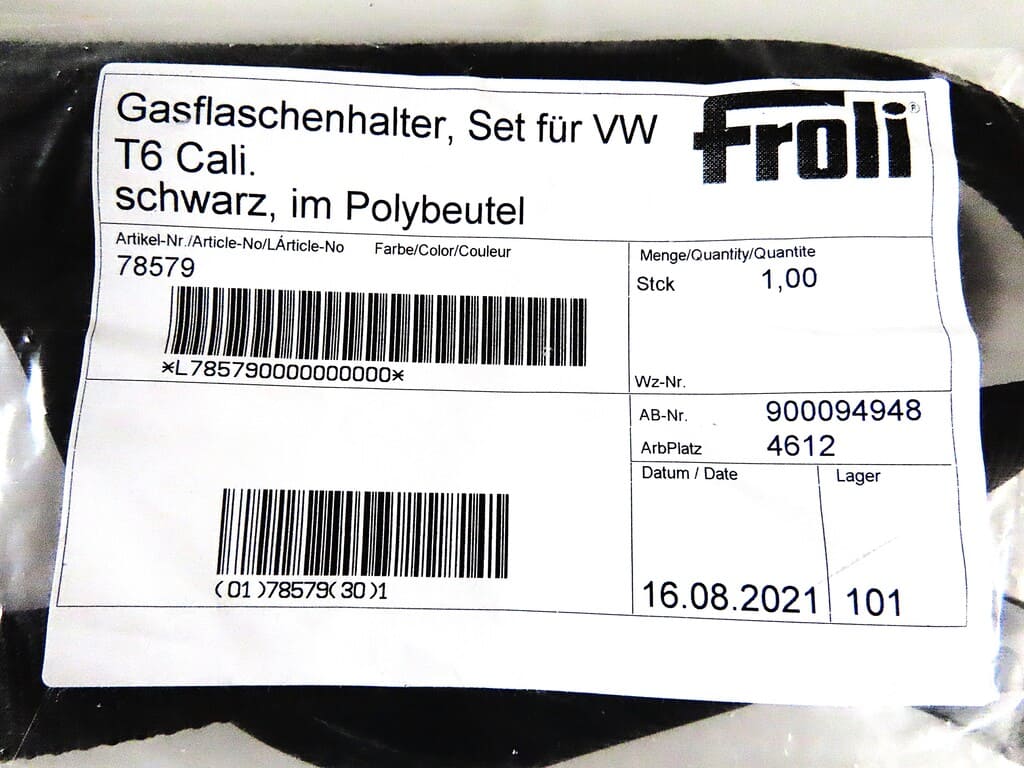 Gasflaschenhalter, Set für VW
T6 Cali.
schwarz, im Polybeutel
froli®
Artikel-Nr./Article-No/LÁrticle-No Farbe/Color/Couleur
78579
*L785790000000000*
Menge/Quantity/Quantite
Stck 1,00
Wz-Nr.
AB-Nr. 900094948
ArbPlatz 4612
Datum / Date Lager
16.08.2021 101
(01)78579(30)1